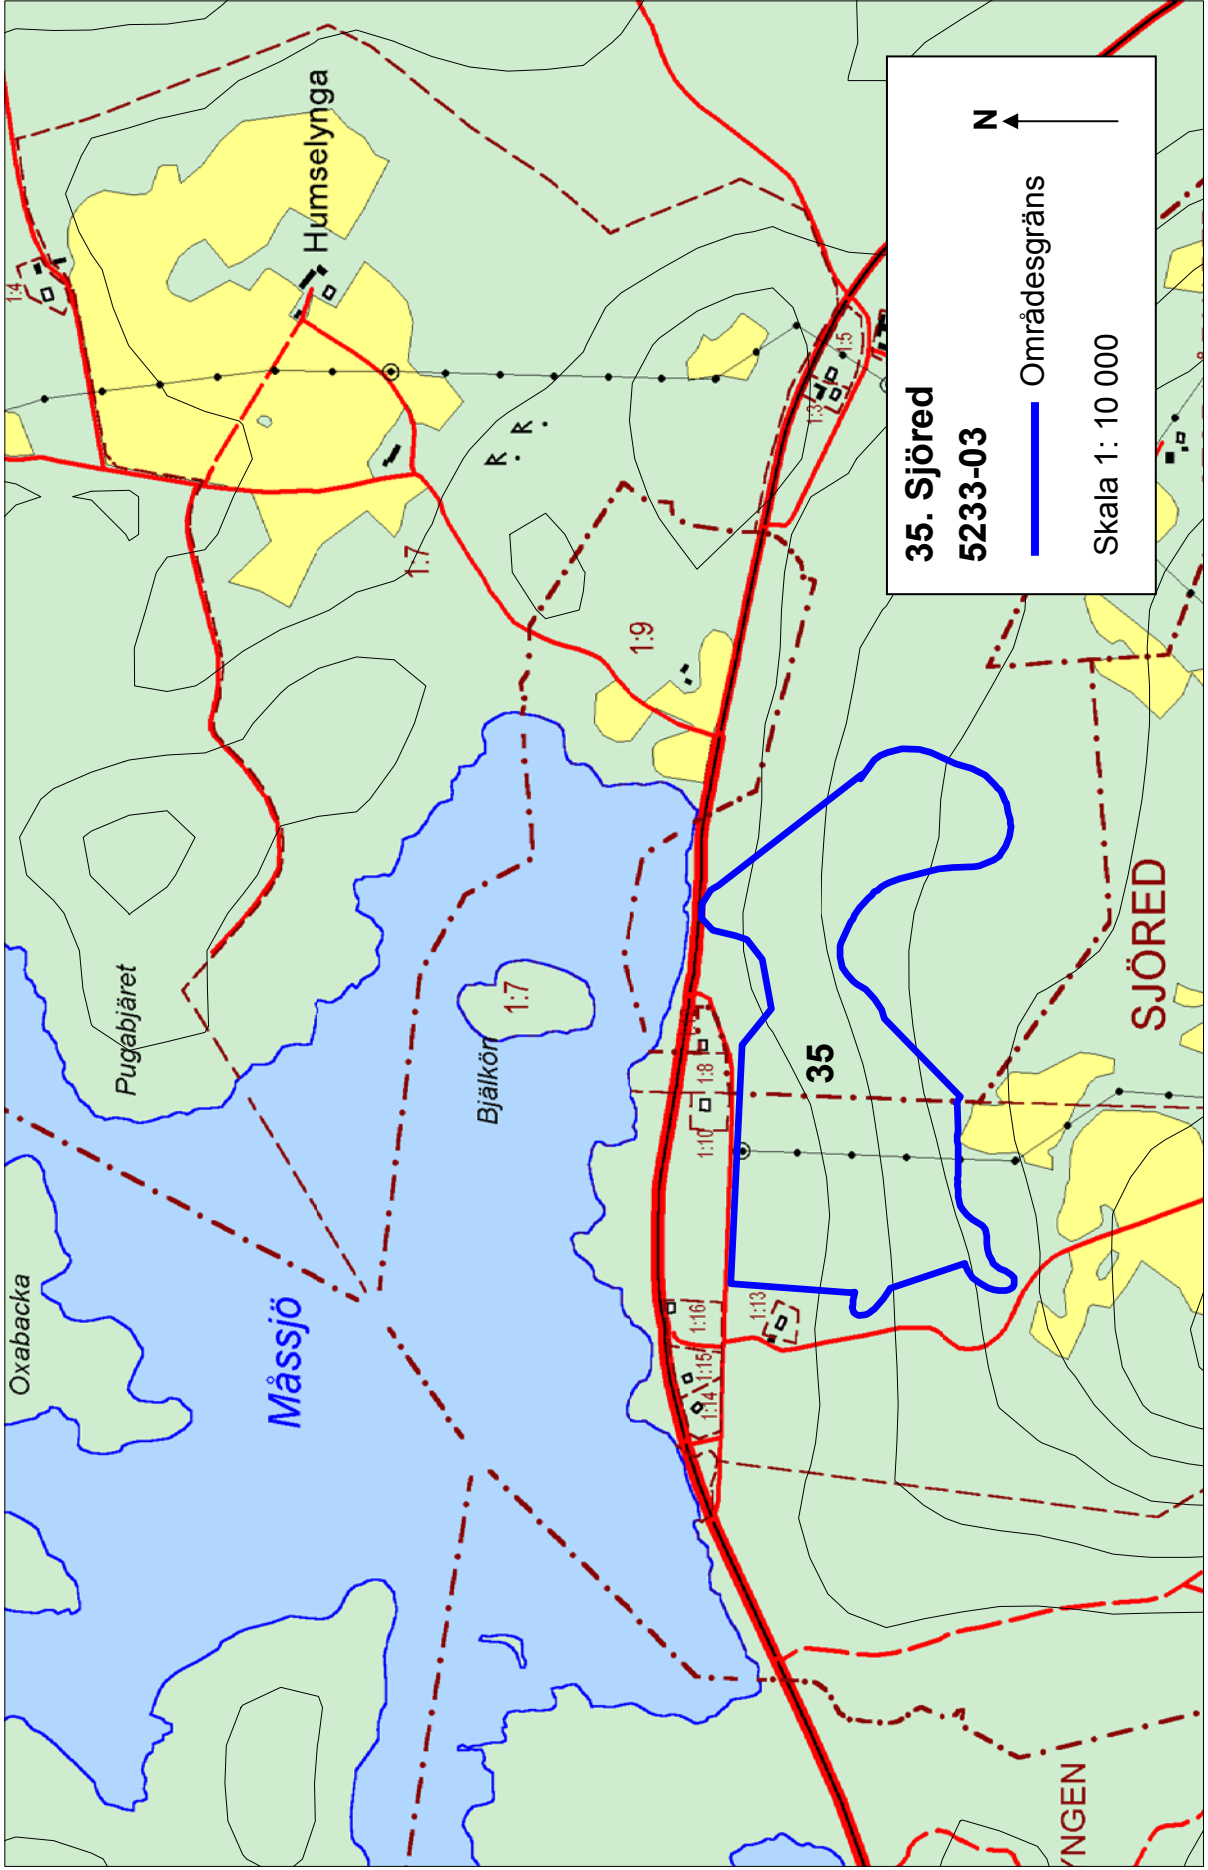 Oxabacka
Pugabjäret
1:4
Humselynga
Måssjö
Bjälkön
1:7
R
R
1:7
1:9
1:14
1:15
1:16
1:13
1:10
1:8
1:3
1:5
35
SJÖRED
YNGEN
35. Sjöred
5233-03
Områdesgräns
N
Skala 1: 10 000